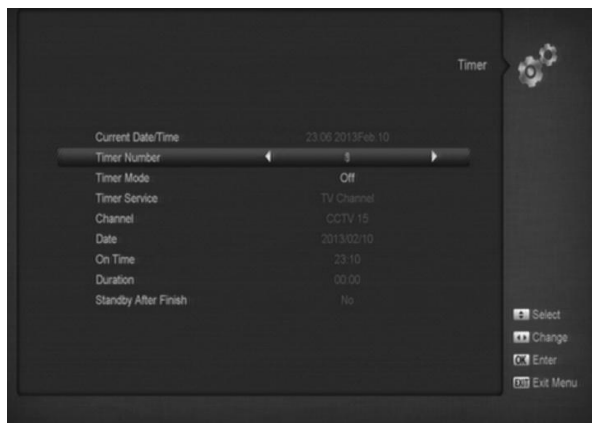 Timer
Current Date/Time 23:06 2013Feb.10
Timer Number
Timer Mode Off
Timer Service TV Channel
Channel CCTV 15
Date 2013/02/10
On Time 23:10
Duration 00:00
Standby After Finish No
Select
Change
OK Enter
EXIT Exit Menu